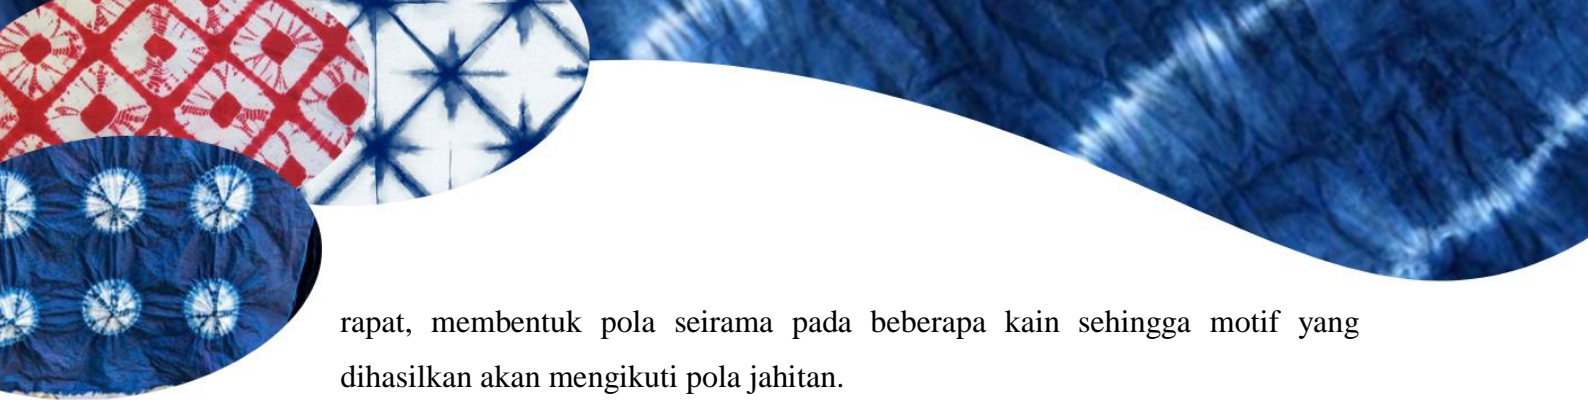 rapat, membentuk pola seirama pada beberapa kain sehingga motif yang
dihasilkan akan mengikuti pola jahitan.